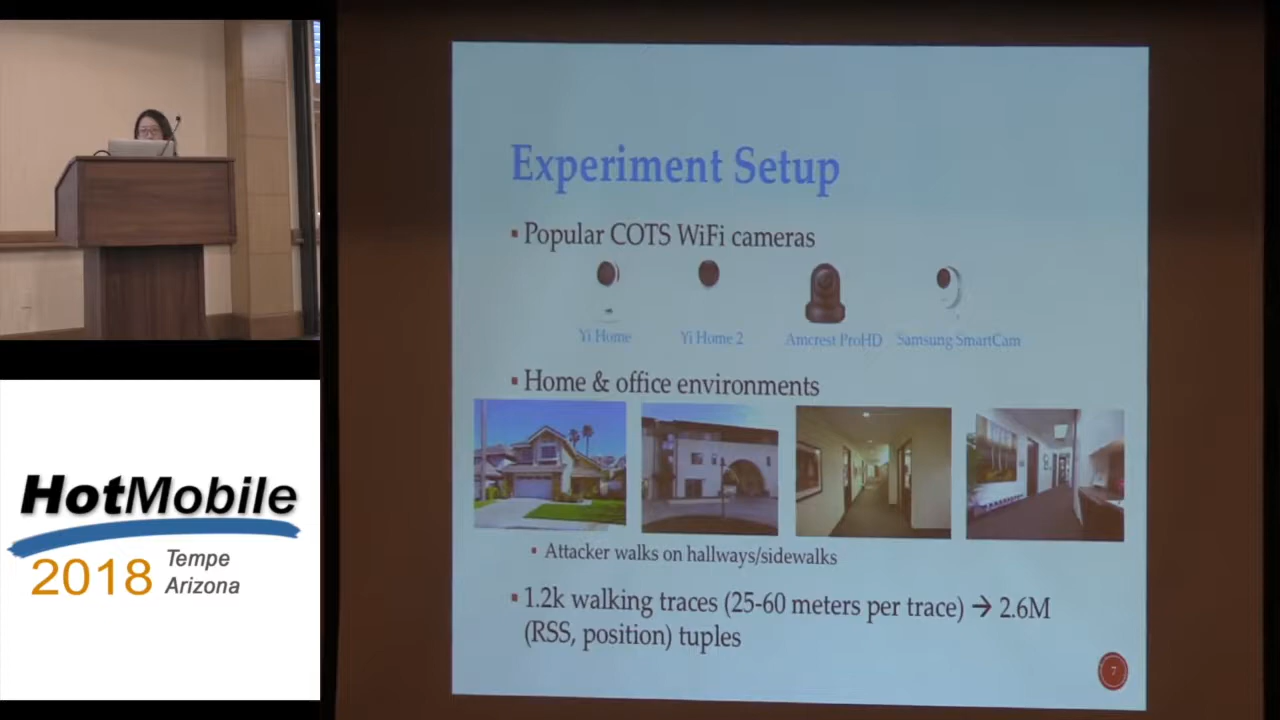 Experiment Setup
▪ Popular COTS WiFi cameras
Yi Home
Yi Home 2
Amcrest ProHD
Samsung SmartCam
▪ Home & office environments
▪ Attacker walks on hallways/sidewalks
▪ 1.2k walking traces (25-60 meters per trace) → 2.6M
(RSS, position) tuples
7
HotMobile
2018 Tempe
Arizona